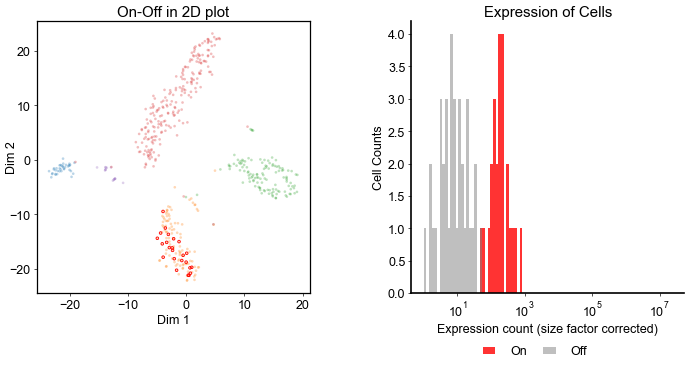 On-Off in 2D plot
Expression of Cells
20
10
0
−10
−20
Dim 2
−20 −10 0 10 20
Dim 1
4.0
3.5
3.0
2.5
2.0
1.5
1.0
0.5
0.0
Cell Counts
10^1 10^3 10^5 10^7
Expression count (size factor corrected)
On Off